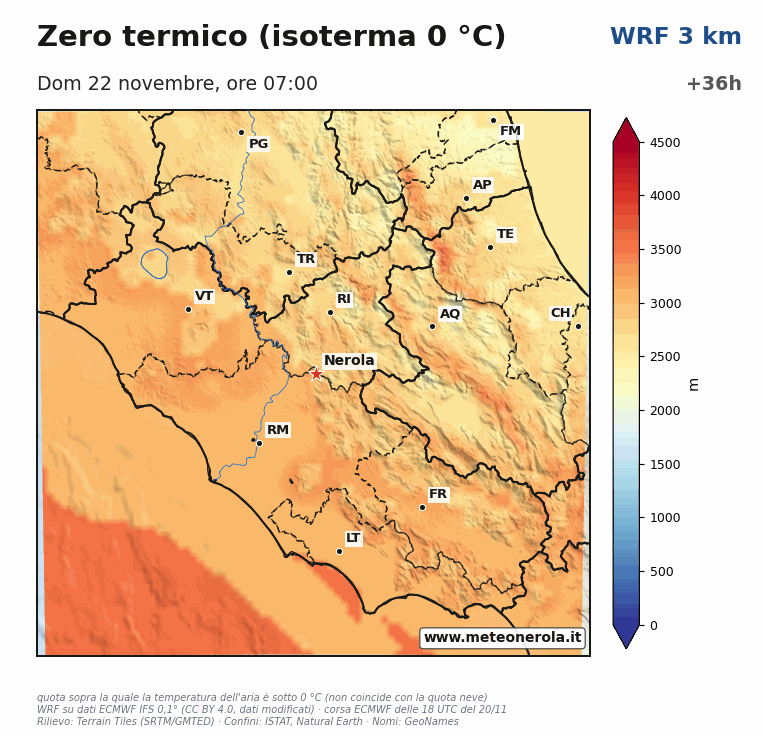 Zero termico (isoterma 0 °C)
WRF 3 km
Dom 22 novembre, ore 07:00
+36h
FM
PG
AP
TE
TR
VT
RI
AQ
CH
Nerola
RM
FR
LT
www.meteonerola.it
4500
4000
3500
3000
2500
2000
1500
1000
500
0
m
quota sopra la quale la temperatura dell'aria è sotto 0 °C (non coincide con la quota neve)
WRF su dati ECMWF IFS 0,1° (CC BY 4.0, dati modificati) · corsa ECMWF delle 18 UTC del 20/11
Rilievo: Terrain Tiles (SRTM/GMTED) · Confini: ISTAT, Natural Earth · Nomi: GeoNames